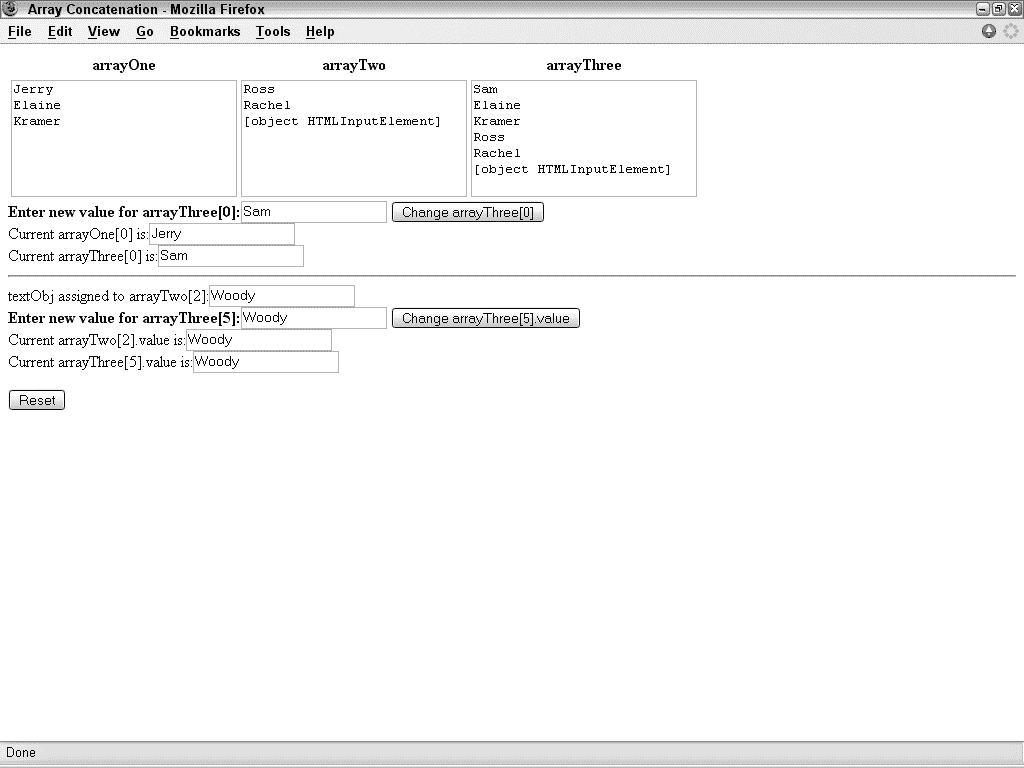 Array Concatenation - Mozilla Firefox
File Edit View Go Bookmarks Tools Help
arrayOne arrayTwo arrayThree
Jerry Ross Sam
Elaine Rachel Elaine
Kramer [object HTMLInputElement] Kramer
Ross
Rachel
[object HTMLInputElement]
Enter new value for arrayThree[0]: Sam Change arrayThree[0]
Current arrayOne[0] is: Jerry
Current arrayThree[0] is: Sam
textObj assigned to arrayTwo[2]: Woody
Enter new value for arrayThree[5]: Woody Change arrayThree[5].value
Current arrayTwo[2].value is: Woody
Current arrayThree[5].value is: Woody
Reset
Done